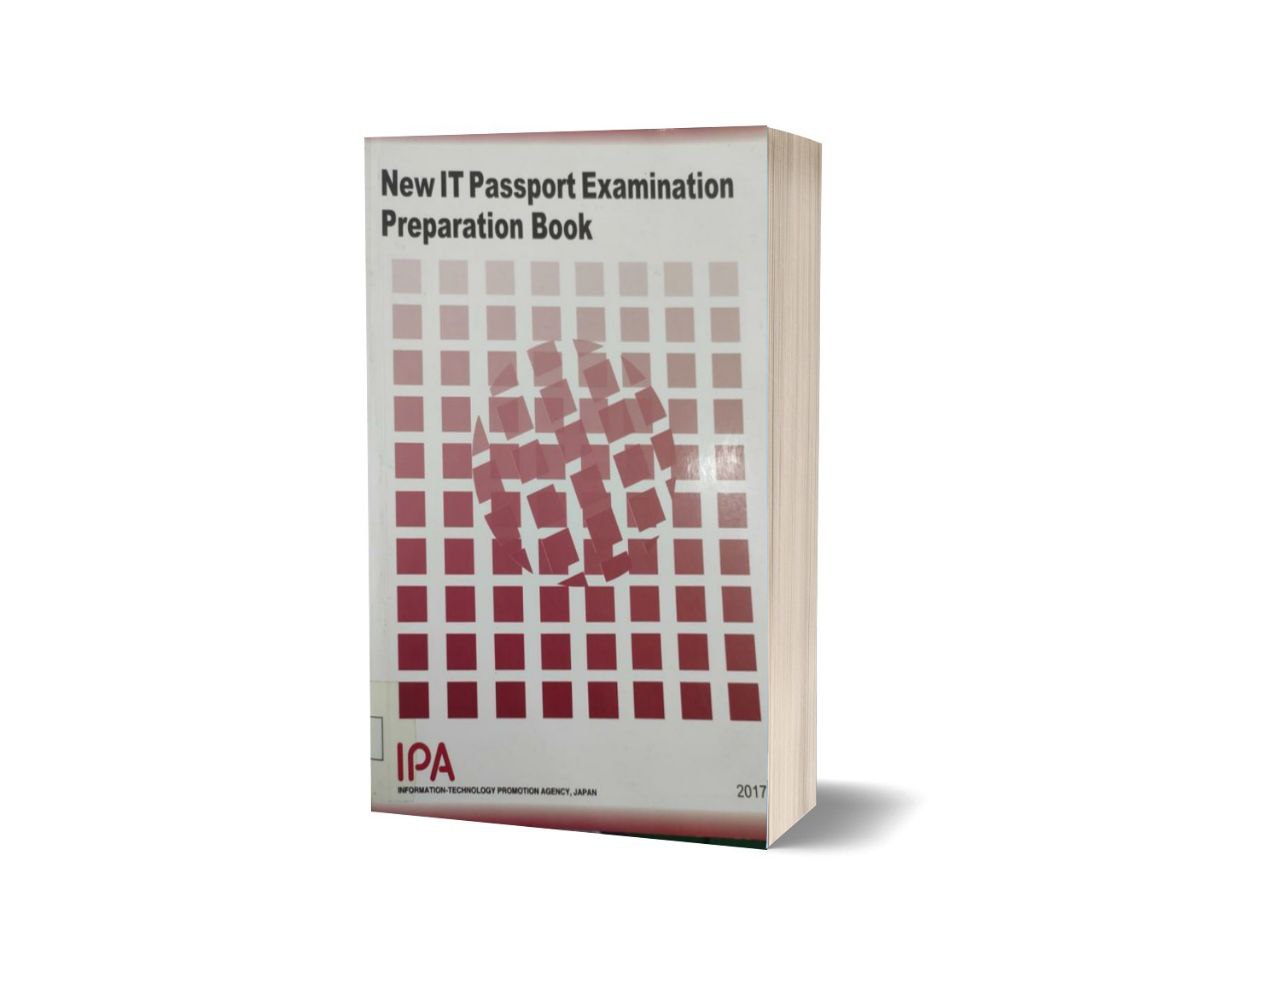 New IT Passport Examination
Preparation Book
IPA
INFORMATION-TECHNOLOGY PROMOTION AGENCY, JAPAN
2017